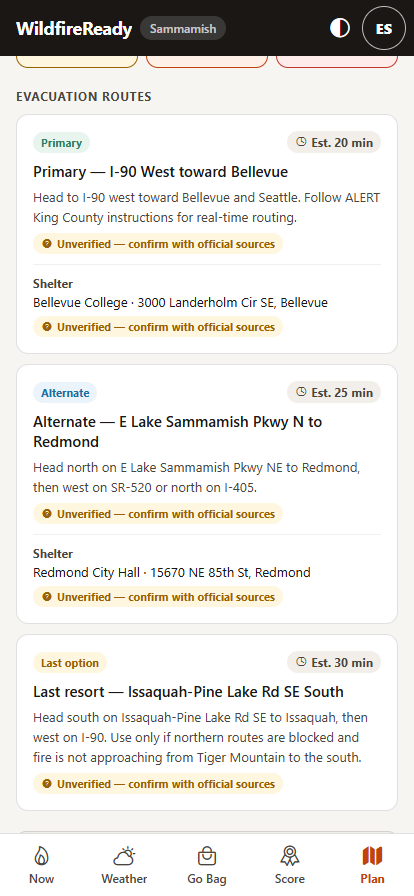 WildfireReady
Sammamish
ES
EVACUATION ROUTES
Primary
Est. 20 min
Primary — I-90 West toward Bellevue
Head to I-90 west toward Bellevue and Seattle. Follow ALERT
King County instructions for real-time routing.
Unverified — confirm with official sources
Shelter
Bellevue College · 3000 Landerholm Cir SE, Bellevue
Unverified — confirm with official sources
Alternate
Est. 25 min
Alternate — E Lake Sammamish Pkwy N to
Redmond
Head north on E Lake Sammamish Pkwy NE to Redmond,
then west on SR-520 or north on I-405.
Unverified — confirm with official sources
Shelter
Redmond City Hall · 15670 NE 85th St, Redmond
Unverified — confirm with official sources
Last option
Est. 30 min
Last resort — Issaquah-Pine Lake Rd SE South
Head south on Issaquah-Pine Lake Rd SE to Issaquah, then
west on I-90. Use only if northern routes are blocked and
fire is not approaching from Tiger Mountain to the south.
Unverified — confirm with official sources
Now
Weather
Go Bag
Score
Plan